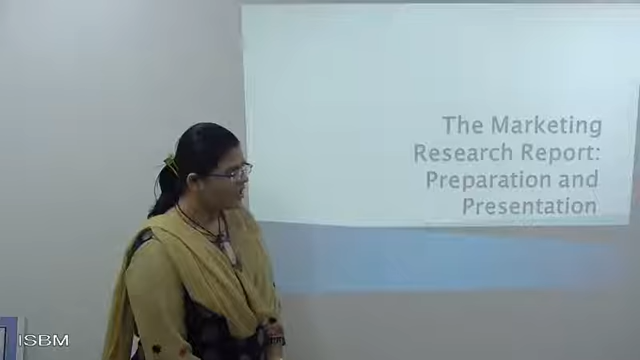 The Marketing
Research Report:
Preparation and
Presentation
ISBM